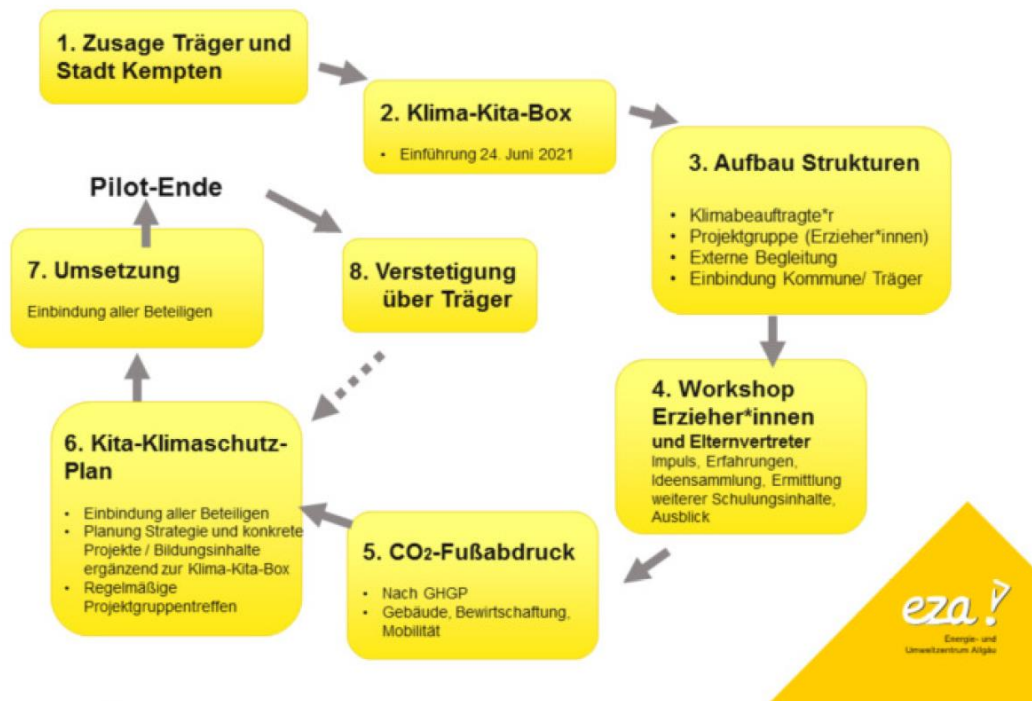 1. Zusage Träger und
Stadt Kempten
2. Klima-Kita-Box
• Einführung 24. Juni 2021
3. Aufbau Strukturen
• Klimabeauftragte*r
• Projektgruppe (Erzieher*innen)
• Externe Begleitung
• Einbindung Kommune/ Träger
4. Workshop
Erzieher*innen
und Elternvertreter
Impuls, Erfahrungen,
Ideensammlung, Ermittlung
weiterer Schulungsinhalte,
Ausblick
5. CO₂-Fußabdruck
• Nach GHGP
• Gebäude, Bewirtschaftung,
Mobilität
6. Kita-Klimaschutz-
Plan
• Einbindung aller Beteiligen
• Planung Strategie und konkrete
Projekte / Bildungsinhalte
ergänzend zur Klima-Kita-Box
• Regelmäßige
Projektgruppentreffen
7. Umsetzung
Einbindung aller Beteiligen
Pilot-Ende
8. Verstetigung
über Träger
eza!
Energie- und
Umweltzentrum Allgäu